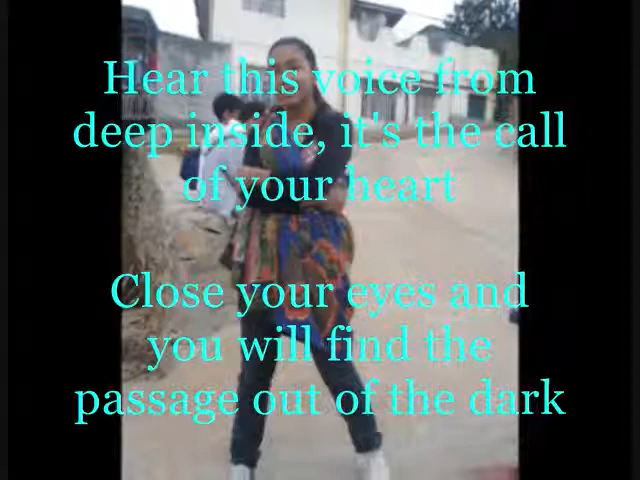 Hear this voice from
deep inside, it's the call
of your heart
Close your eyes and
you will find the
passage out of the dark